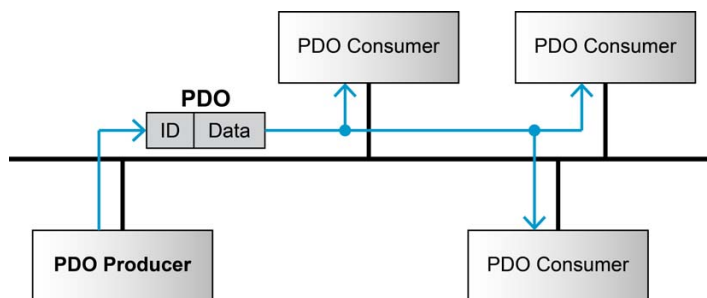 PDO Consumer
PDO Consumer
PDO
ID
Data
PDO Producer
PDO Consumer